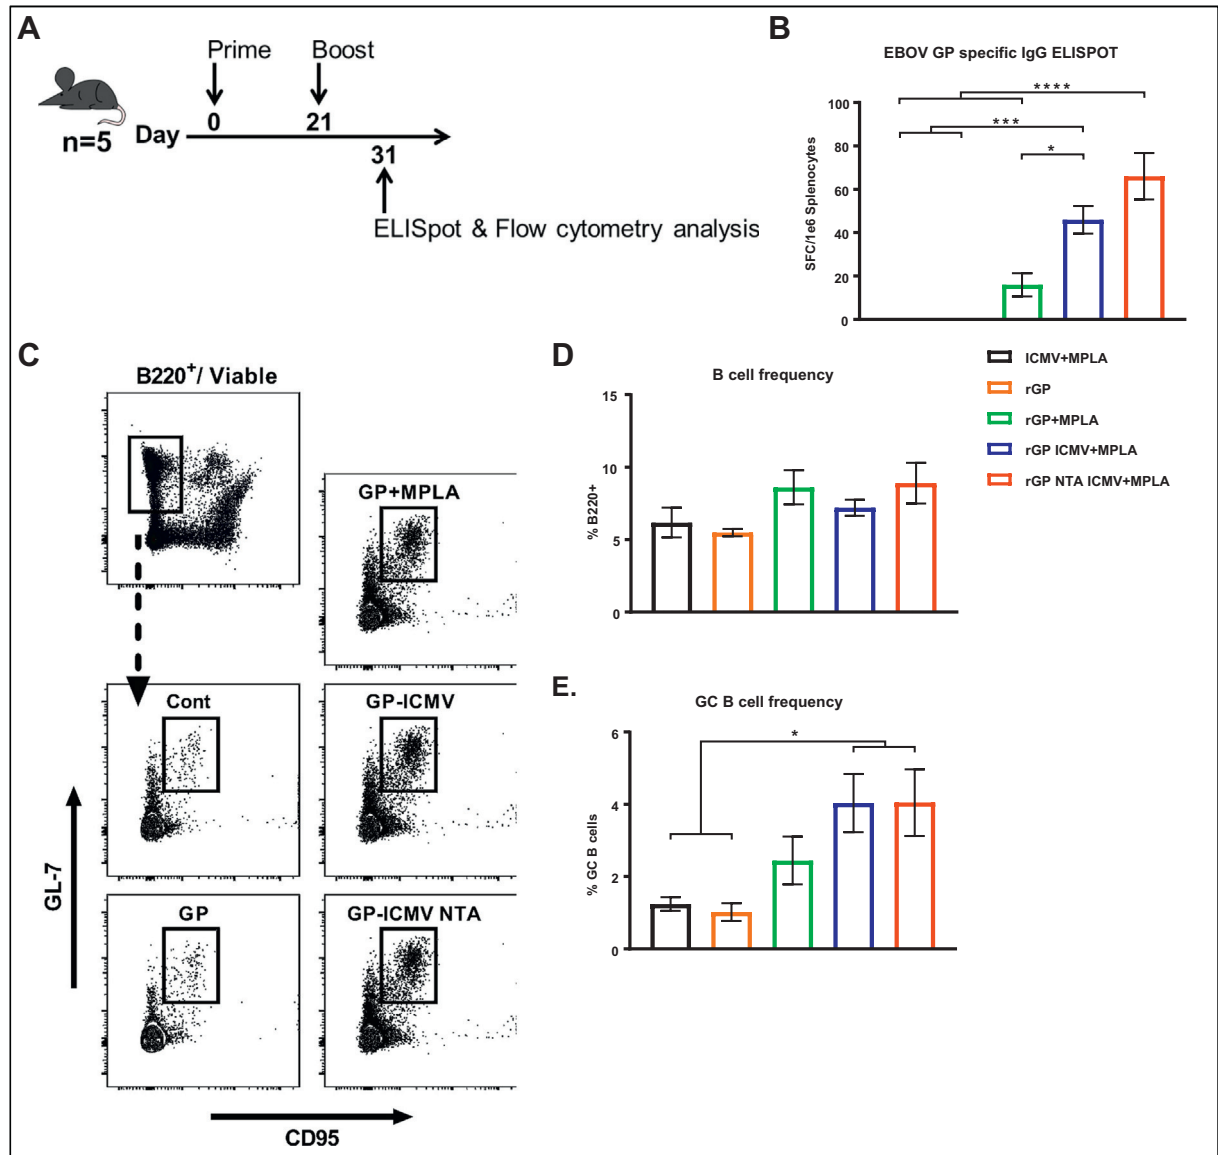 A
Prime
Boost
n=5
Day
0
21
31
ELISpot & Flow cytometry analysis
B
EBOV GP specific IgG ELISPOT
****
***
*
100
80
60
40
20
0
SFC/1e6 Splenocytes
C
B220+/ Viable
GP+MPLA
Cont
GP-ICMV
GP
GP-ICMV NTA
GL-7
CD95
D
B cell frequency
15
10
5
0
% B220+
ICMV+MPLA
rGP
rGP+MPLA
rGP ICMV+MPLA
rGP NTA ICMV+MPLA
E.
GC B cell frequency
*
6
4
2
0
% GC B cells